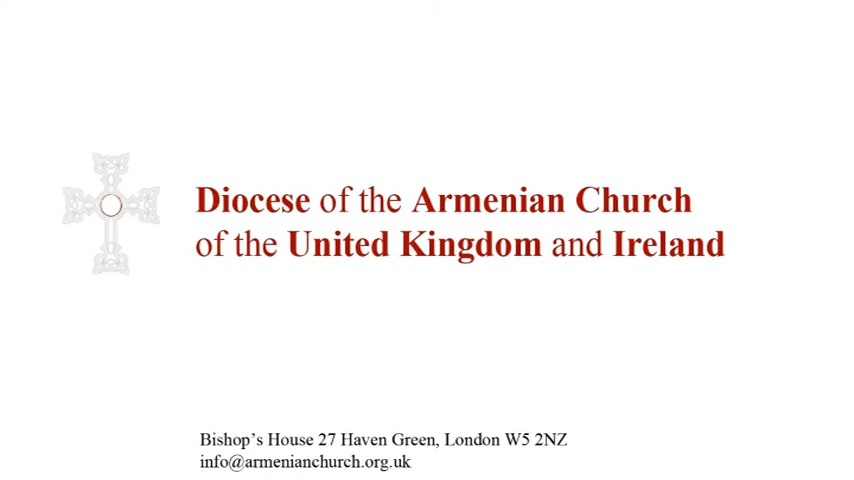 Diocese of the Armenian Church
of the United Kingdom and Ireland
Bishop’s House 27 Haven Green, London W5 2NZ
info@armenianchurch.org.uk